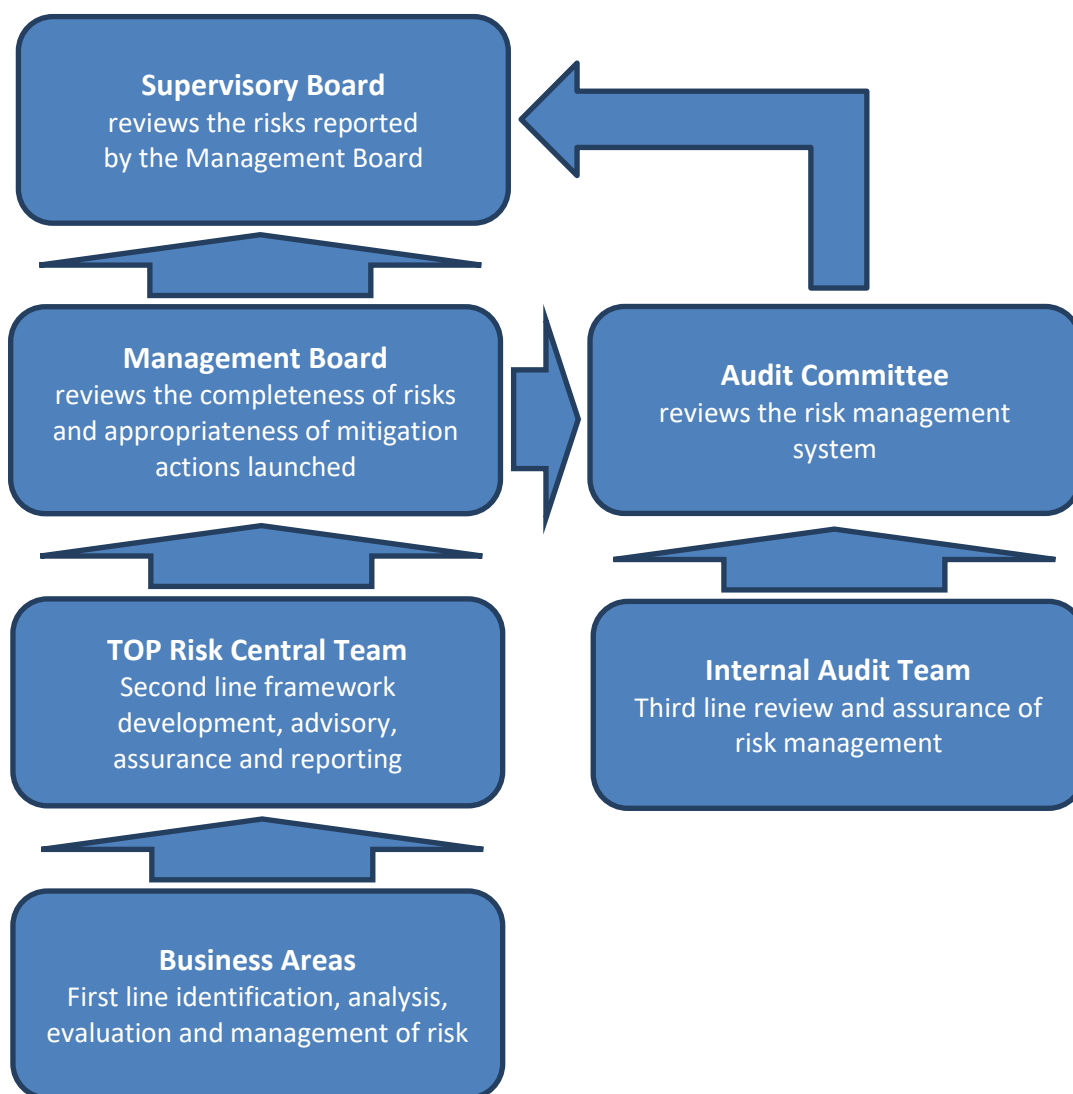 Supervisory Board
reviews the risks reported
by the Management Board
Management Board
reviews the completeness of risks
and appropriateness of mitigation
actions launched
Audit Committee
reviews the risk management
system
TOP Risk Central Team
Second line framework
development, advisory,
assurance and reporting
Internal Audit Team
Third line review and assurance of
risk management
Business Areas
First line identification, analysis,
evaluation and management of risk